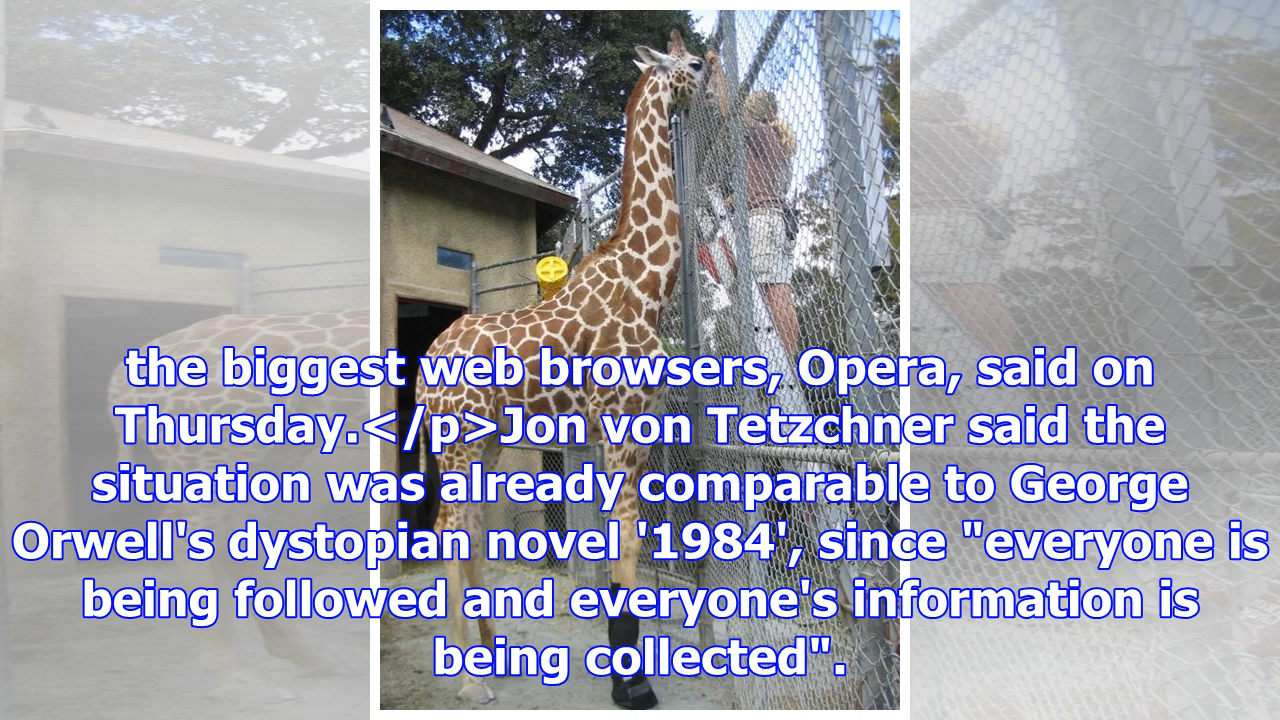 the biggest web browsers, Opera, said on
Thursday.</p>Jon von Tetzchner said the
situation was already comparable to George
Orwell's dystopian novel '1984', since "everyone is
being followed and everyone's information is
being collected".